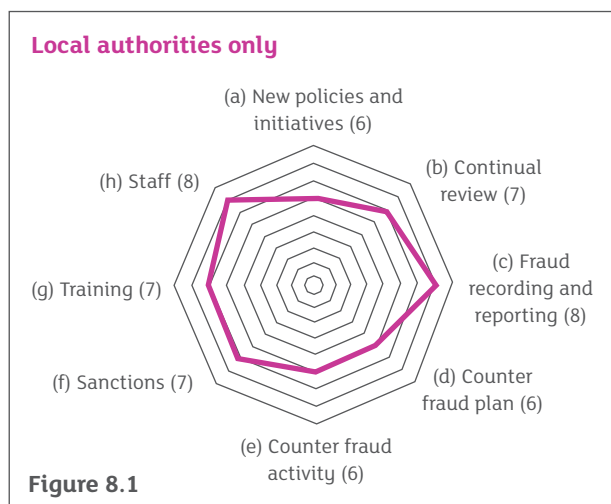 Local authorities only
(a) New policies and
initiatives (6)
(b) Continual
review (7)
(c) Fraud
recording and
reporting (8)
(d) Counter
fraud plan (6)
(e) Counter fraud
activity (6)
(f) Sanctions (7)
(g) Training (7)
(h) Staff (8)
Figure 8.1